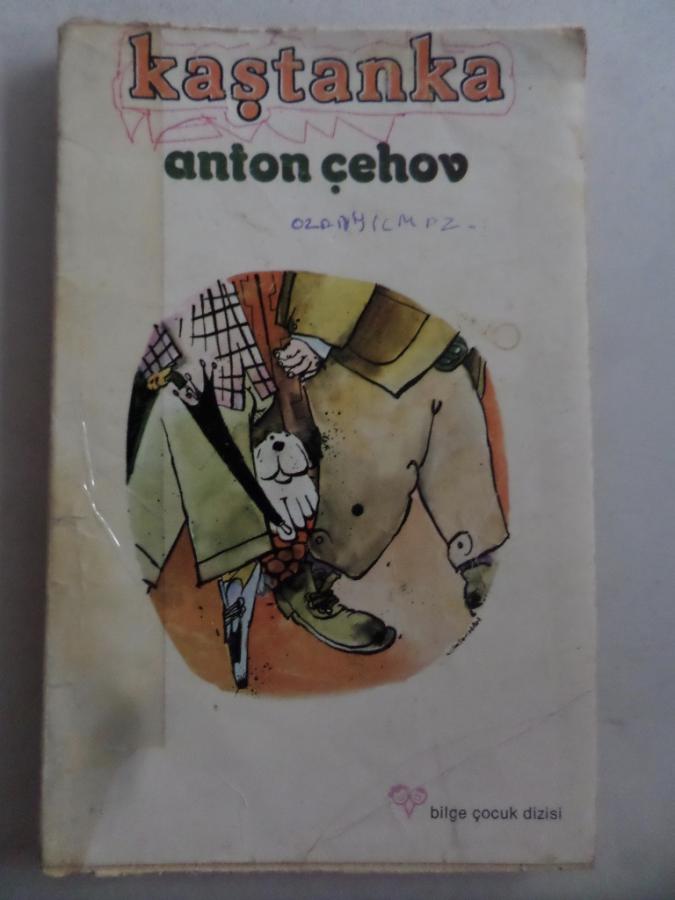 kaştanka
anton çehov
bilge çocuk dizisi